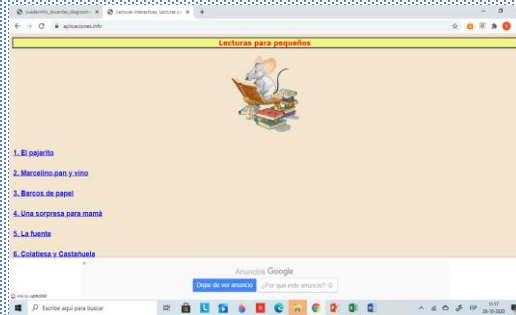 cuadernillo_docentes_diagnostic
Lecturas interactivas. Lecturas y
aplicaciones.info
Lecturas para pequeños
1. El pajarito
2. Marcelino,pan y vino
3. Barcos de papel
4. Una sorpresa para mamá
5. La fuente
6. Colatiesa y Castañuela
Anuncios Google
Dejar de ver anuncio
¿Por qué este anuncio?
Escribe aquí para buscar
ESP